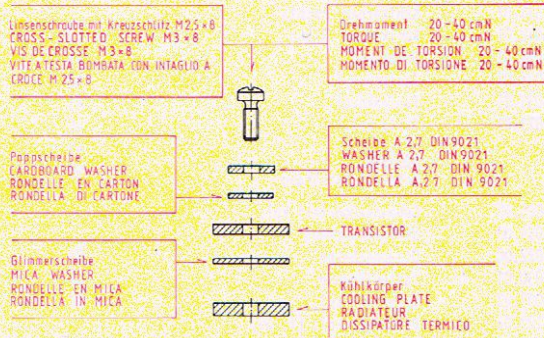 Linsenschraube mit Kreuzschlitz M2,5×8
CROSS-SLOTTED SCREW M3×8
VIS DE CROSSE M3×8
VITE A TESTA BOMBATA CON INTAGLIO A
CROCE M 2,5×8
Drehmoment 20-40 cmN
TORQUE 20-40 cmN
MOMENT DE TORSION 20-40 cmN
MOMENTO DI TORSIONE 20-40 cmN
Pappscheibe
CARDBOARD WASHER
RONDELLE EN CARTON
RONDELLA DI CARTONE
Scheibe A 2,7 DIN 9021
WASHER A 2,7 DIN 9021
RONDELLE A 2,7 DIN 9021
RONDELLA A 2,7 DIN 9021
TRANSISTOR
Glimmerscheibe
MICA WASHER
RONDELLE EN MICA
RONDELLA IN MICA
Kühlkörper
COOLING PLATE
RADIATEUR
DISSIPATORE TERMICO